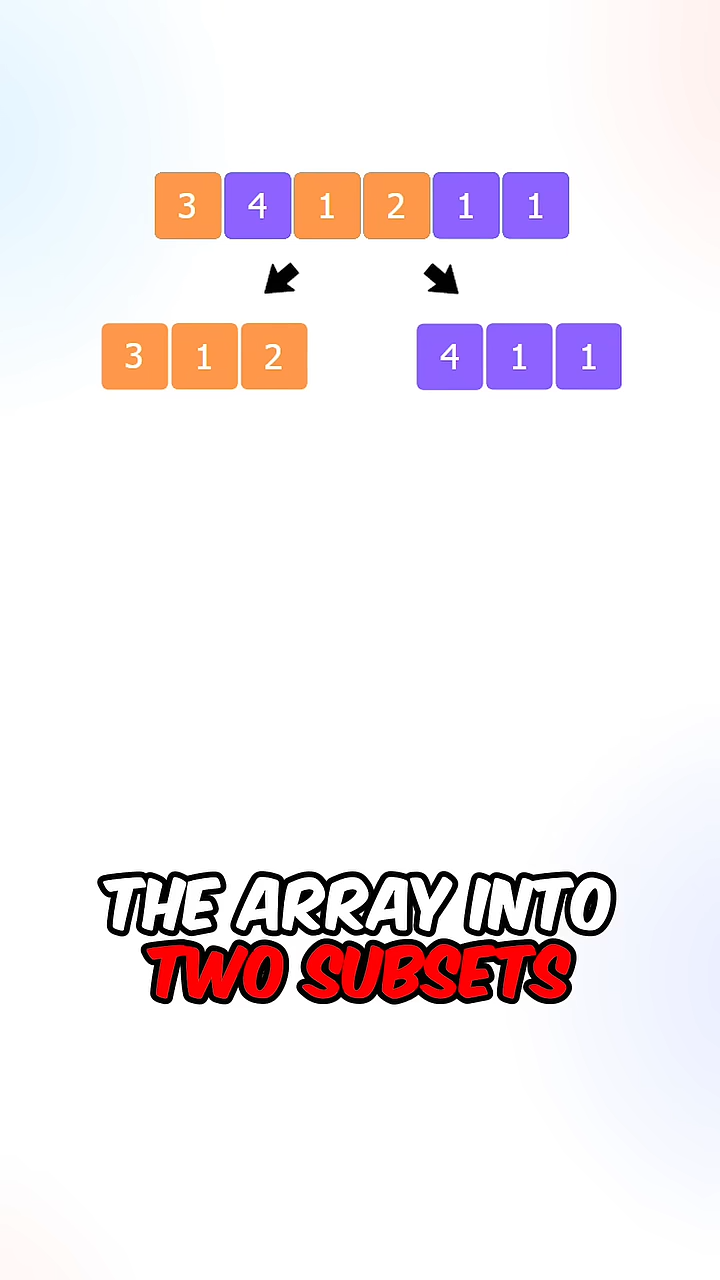 3 4 1 2 1 1
3 1 2 4 1 1
THE ARRAY INTO
TWO SUBSETS